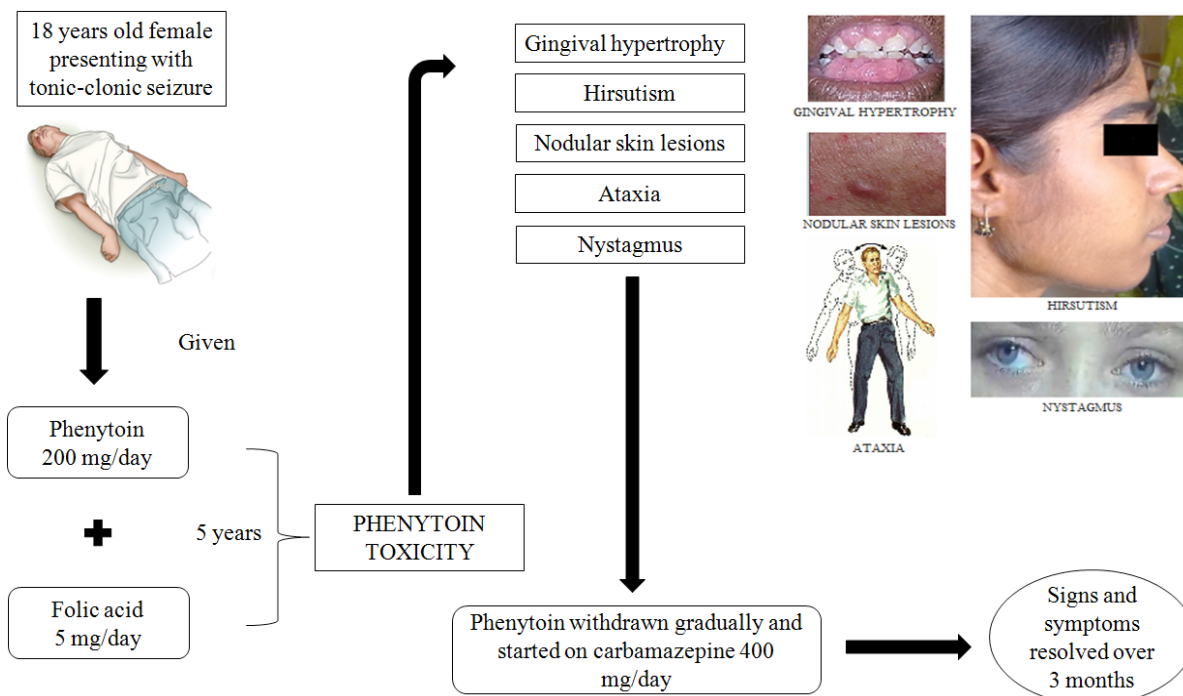 18 years old female
presenting with
tonic-clonic seizure
Given
Phenytoin
200 mg/day
5 years
Folic acid
5 mg/day
PHENYTOIN
TOXICITY
Gingival hypertrophy
Hirsutism
Nodular skin lesions
Ataxia
Nystagmus
GINGIVAL HYPERTROPHY
NODULAR SKIN LESIONS
ATAXIA
HIRSUTISM
NYSTAGMUS
Phenytoin withdrawn gradually and
started on carbamazepine 400
mg/day
Signs and
symptoms
resolved over
3 months